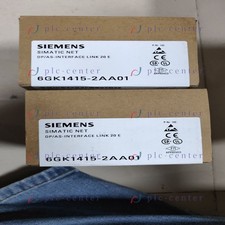 SIEMENS
SIMATIC NET
DP/AS-INTERFACE LINK 20 E
6GK1415-2AA01
plc-center
SIEMENS
SIMATIC NET
DP/AS-INTERFACE LINK 20 E
6GK1415-2AA01
plc-center